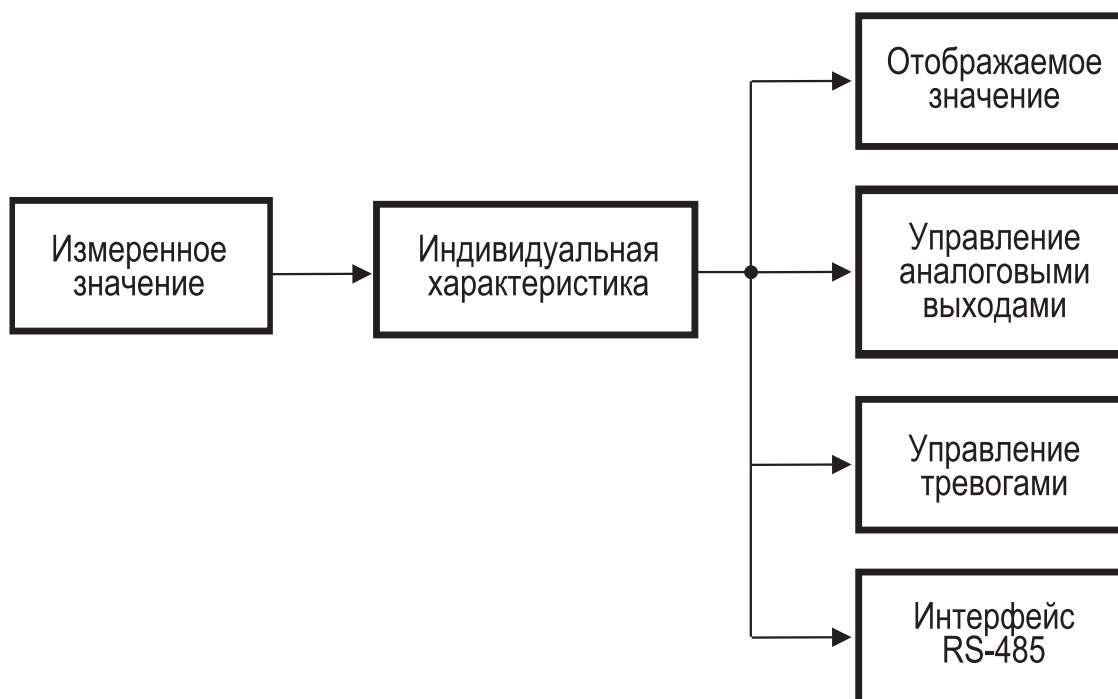 Измеренное
значение
Индивидуальная
характеристика
Отображаемое
значение
Управление
аналоговыми
выходами
Управление
тревогами
Интерфейс
RS-485